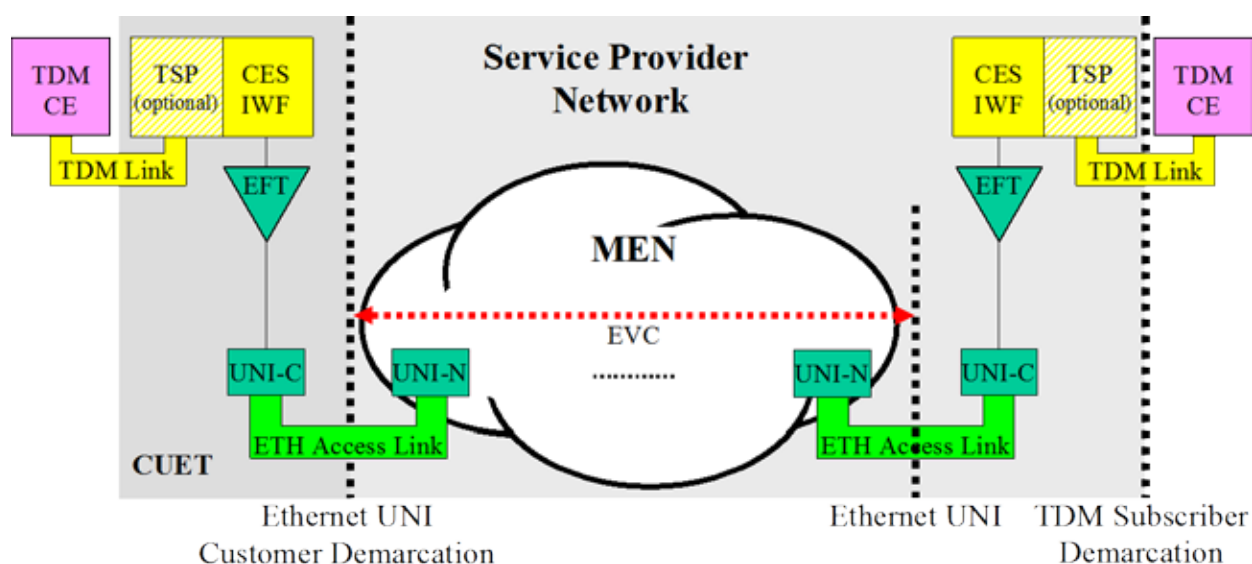 Service Provider
Network
TDM
CE
TSP
(optional)
CES
IWF
CES
IWF
TSP
(optional)
TDM
CE
TDM Link
TDM Link
EFT
EFT
MEN
EVC
............
UNI-C
UNI-N
UNI-N
UNI-C
ETH Access Link
ETH Access Link
CUET
Ethernet UNI
Customer Demarcation
Ethernet UNI
TDM Subscriber
Demarcation